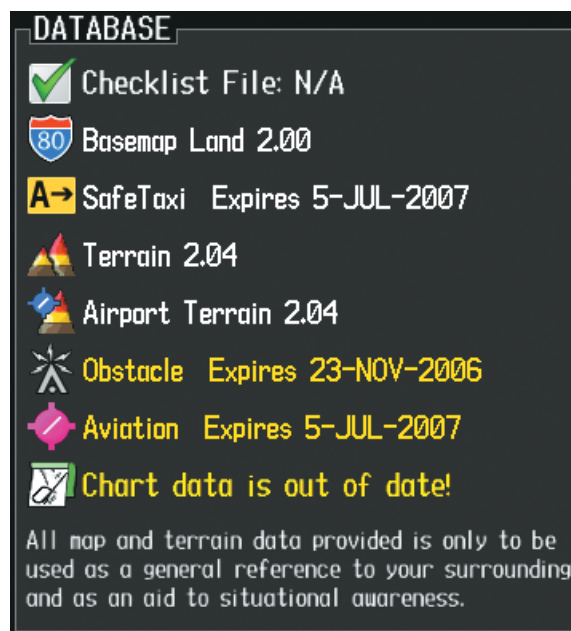 DATABASE
Checklist File: N/A
80 Basemap Land 2.00
A→ SafeTaxi Expires 5-JUL-2007
Terrain 2.04
Airport Terrain 2.04
Obstacle Expires 23-NOV-2006
Aviation Expires 5-JUL-2007
Chart data is out of date!
All map and terrain data provided is only to be
used as a general reference to your surrounding
and as an aid to situational awareness.